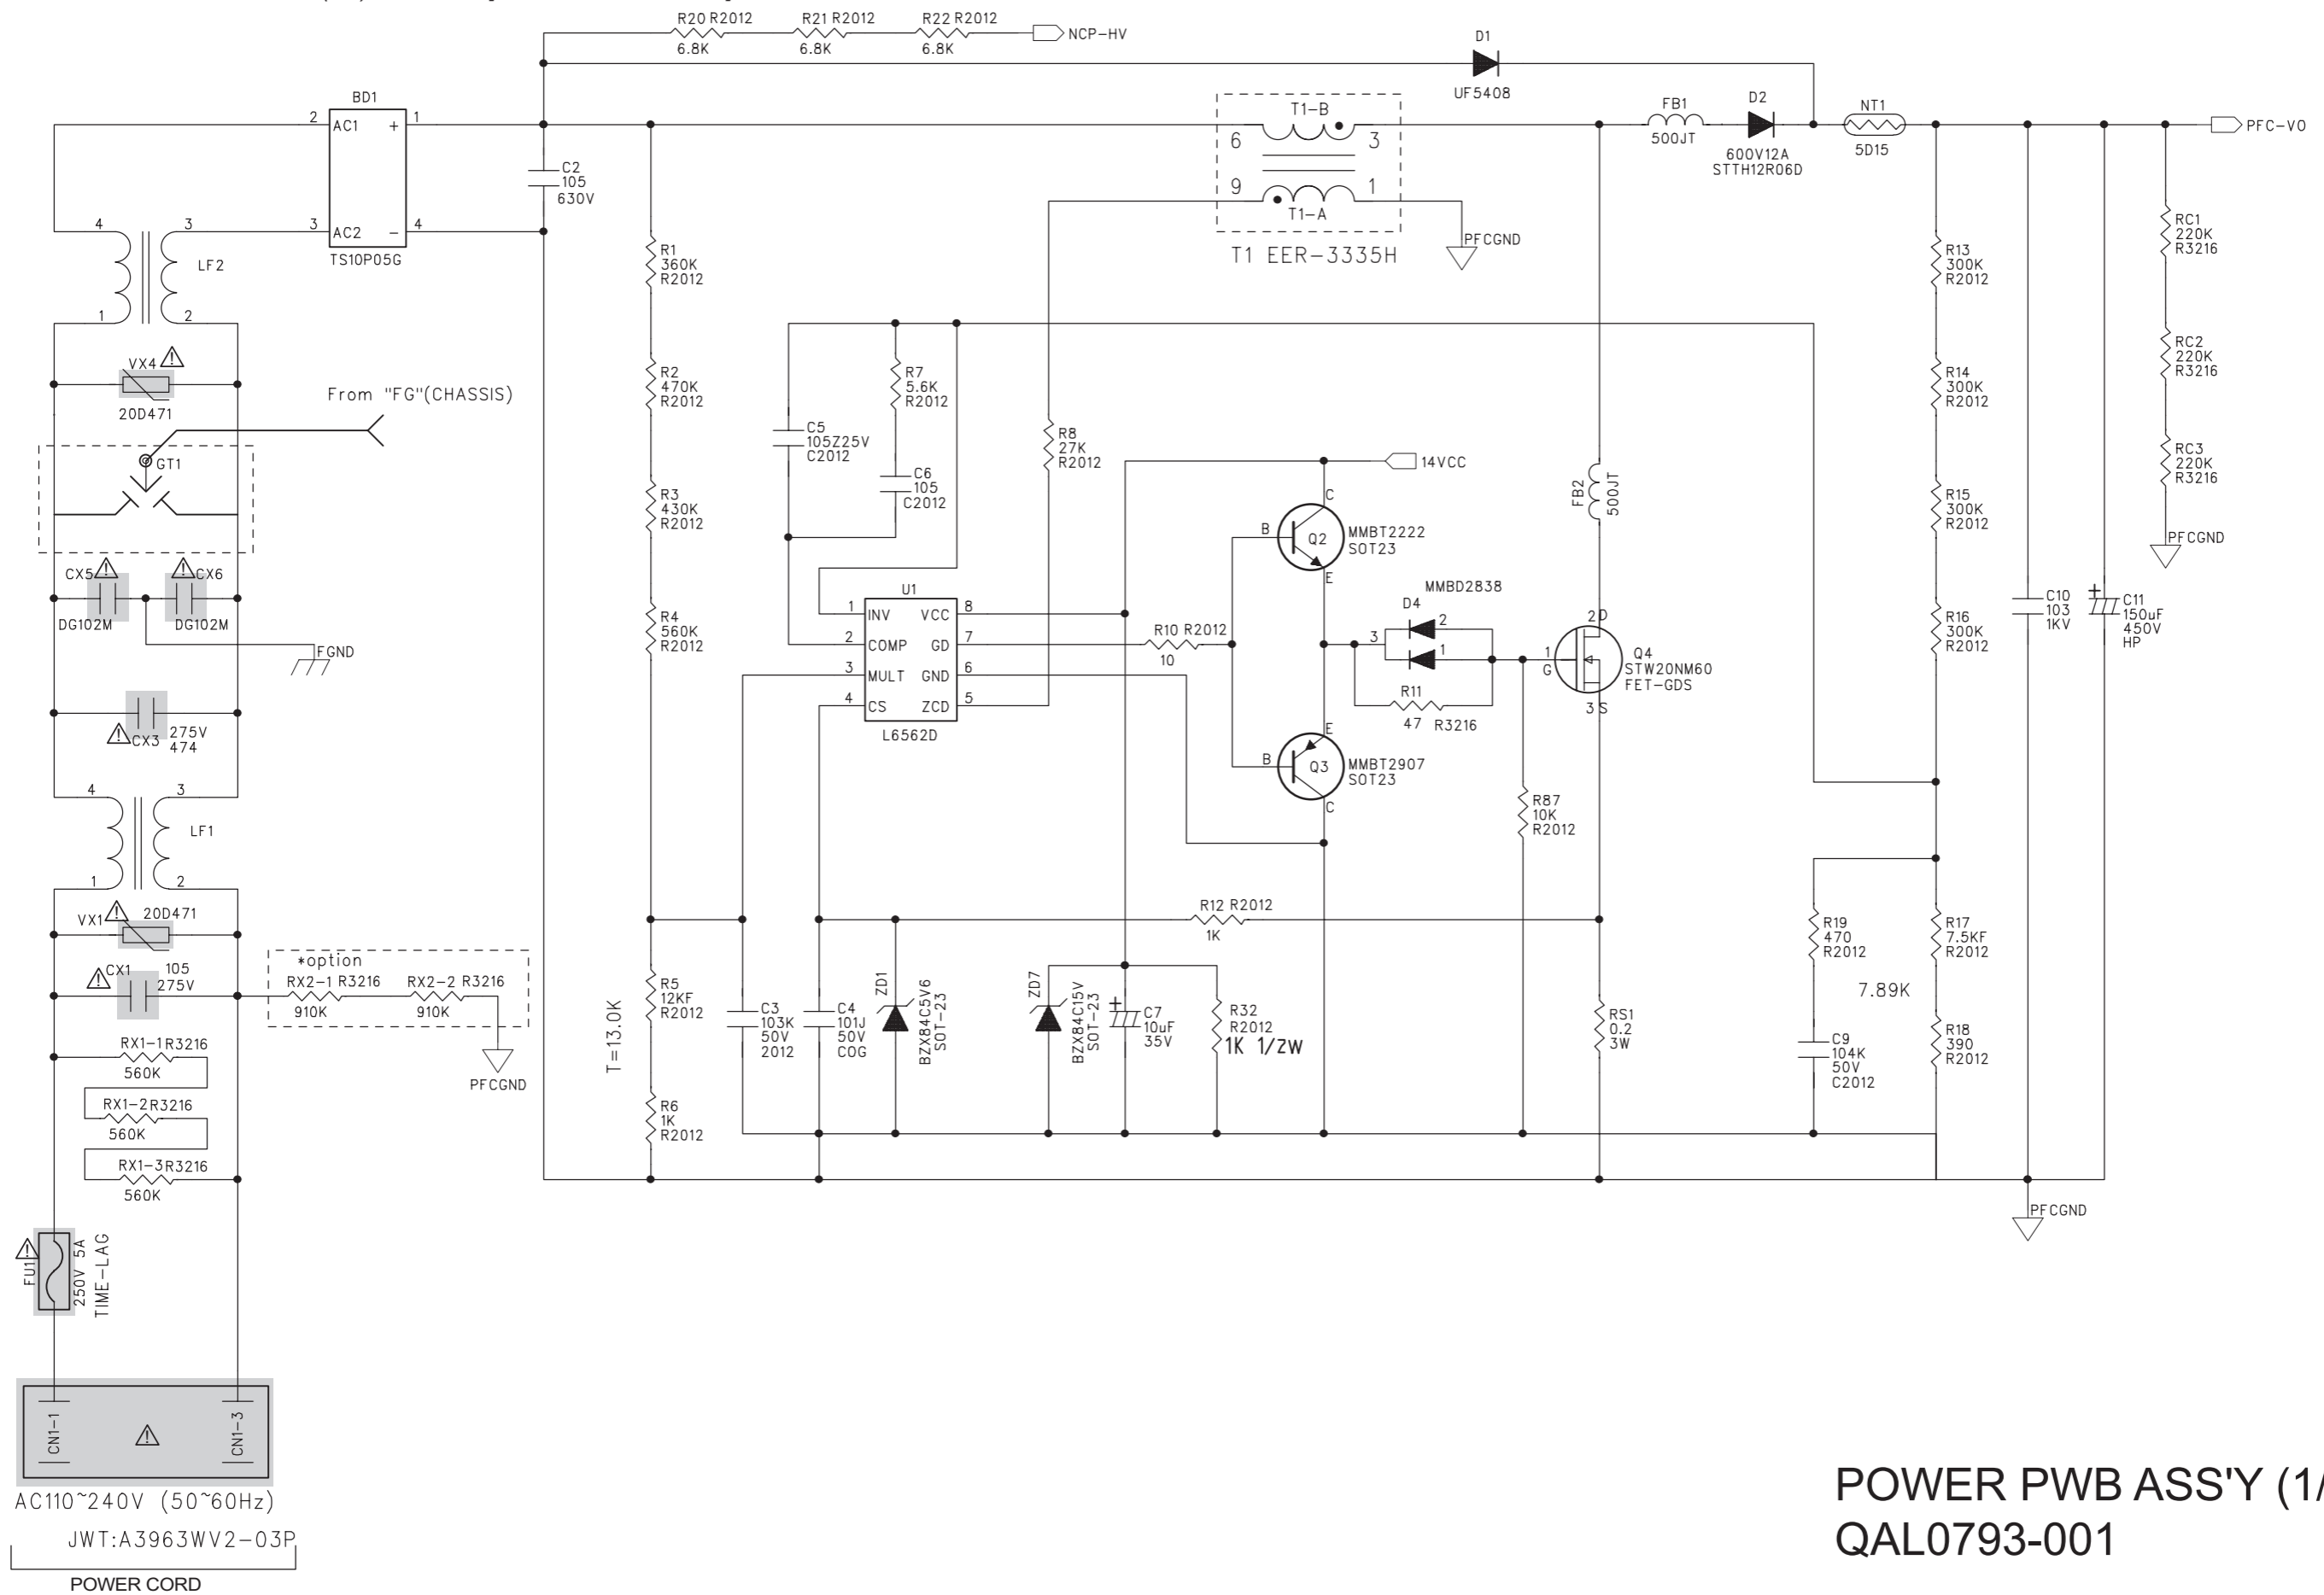 R20 R2012
6.8K
R21 R2012
6.8K
R22 R2012
6.8K
NCP-HV
D1
UF5408
BD1
2
AC1
+
1
3
AC2
-
4
TS10P05G
C2
105
630V
T1-B
6
3
9
1
T1-A
T1 EER-3335H
PFCGND
FB1
500JT
D2
600V12A
STTH12R06D
NT1
5D15
PFC-VO
4
3
LF2
1
2
VX4
20D471
From "FG"(CHASSIS)
GT1
CX5
CX6
DG102M
DG102M
FGND
CX3
275V
474
4
3
LF1
1
2
VX1
20D471
CX1
105
275V
*option
RX2-1 R3216
910K
RX2-2 R3216
910K
PFCGND
RX1-1R3216
560K
RX1-2R3216
560K
RX1-3R3216
560K
FU1
250V 5A
TIME-LAG
CN1-1
CN1-3
AC110~240V (50~60Hz)
JWT:A3963WV2-03P
POWER CORD
R1
360K
R2012
R2
470K
R2012
R3
430K
R2012
R4
560K
R2012
T=13.0K
R5
12KF
R2012
R6
1K
R2012
C5
105Z25V
C2012
R7
5.6K
R2012
C6
105
C2012
R8
27K
R2012
U1
1
INV
VCC
8
2
COMP
GD
7
3
MULT
GND
6
4
CS
ZCD
5
L6562D
R10 R2012
10
14VCC
C
B
Q2
E
MMBT2222
SOT23
E
B
Q3
C
MMBT2907
SOT23
MMBD2838
D4
2
3
1
R11
47
R3216
FB2
500JT
2
D
1
G
3
S
Q4
STW20NM60
FET-GDS
R87
10K
R2012
R12 R2012
1K
C3
103K
50V
2012
C4
101J
50V
COG
ZD1
BZX84C5V6
SOT-23
ZD7
BZX84C15V
SOT-23
+
C7
10uF
35V
R32
R2012
1K 1/2W
RS1
0.2
3W
R13
300K
R2012
R14
300K
R2012
R15
300K
R2012
R16
300K
R2012
R19
470
R2012
R17
7.5KF
R2012
7.89K
C9
104K
50V
C2012
R18
390
R2012
C10
103
1KV
+
C11
150uF
450V
HP
RC1
220K
R3216
RC2
220K
R3216
RC3
220K
R3216
PFCGND
PFCGND
POWER PWB ASS'Y (1/
QAL0793-001